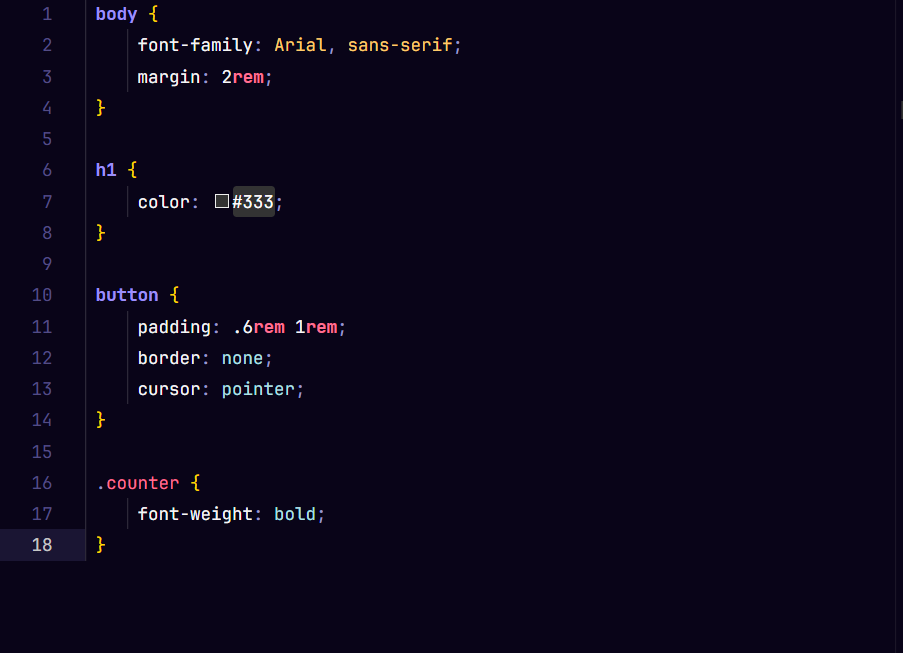 1 body {
2     font-family: Arial, sans-serif;
3     margin: 2rem;
4 }
5
6 h1 {
7     color: #333;
8 }
9
10 button {
11     padding: .6rem 1rem;
12     border: none;
13     cursor: pointer;
14 }
15
16 .counter {
17     font-weight: bold;
18 }